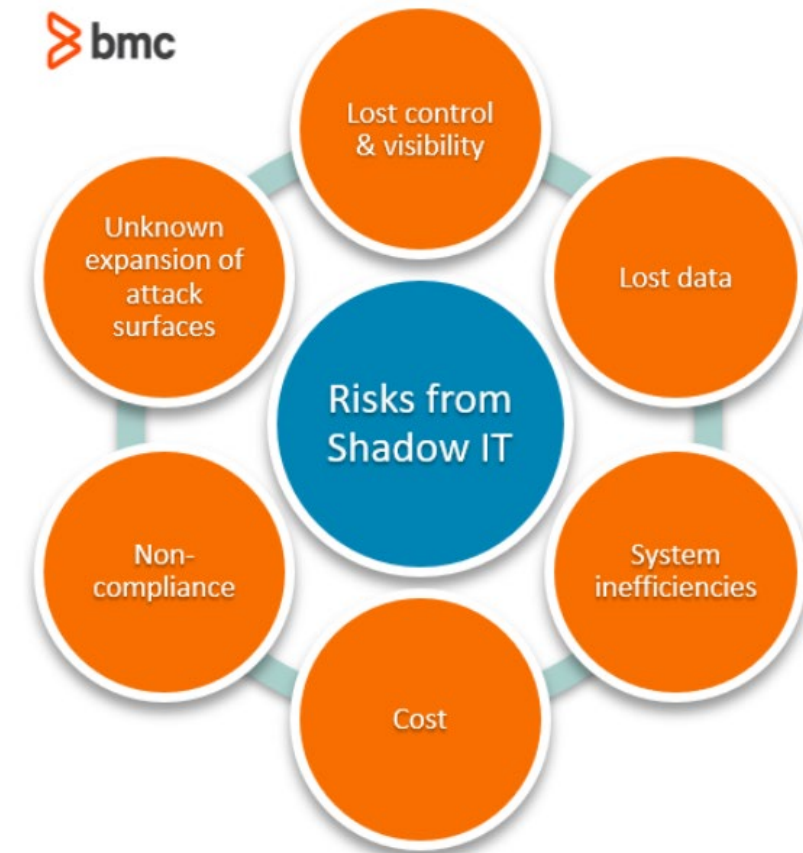 bmc
Lost control
& visibility
Unknown
expansion of
attack
surfaces
Lost data
Risks from
Shadow IT
Non-
compliance
System
inefficiencies
Cost